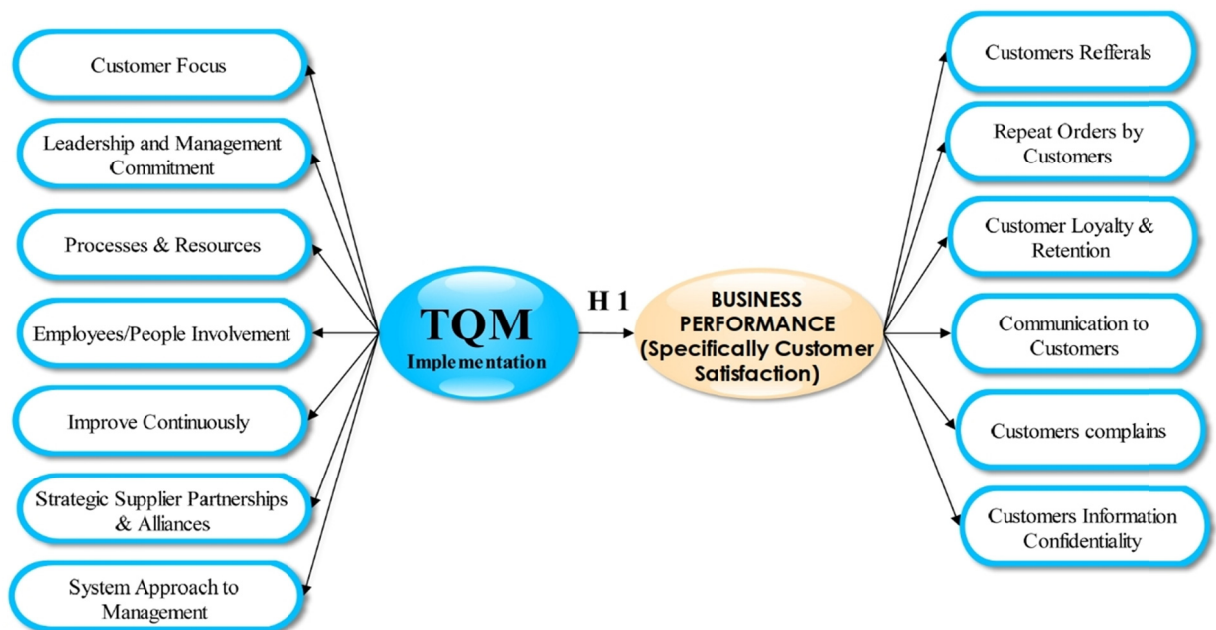 Customer Focus
Leadership and Management
Commitment
Processes & Resources
Employees/People Involvement
Improve Continuously
Strategic Supplier Partnerships
& Alliances
System Approach to
Management
TQM
Implementation
H 1
BUSINESS
PERFORMANCE
(Specifically Customer
Satisfaction)
Customers Refferals
Repeat Orders by
Customers
Customer Loyalty &
Retention
Communication to
Customers
Customers complains
Customers Information
Confidentiality